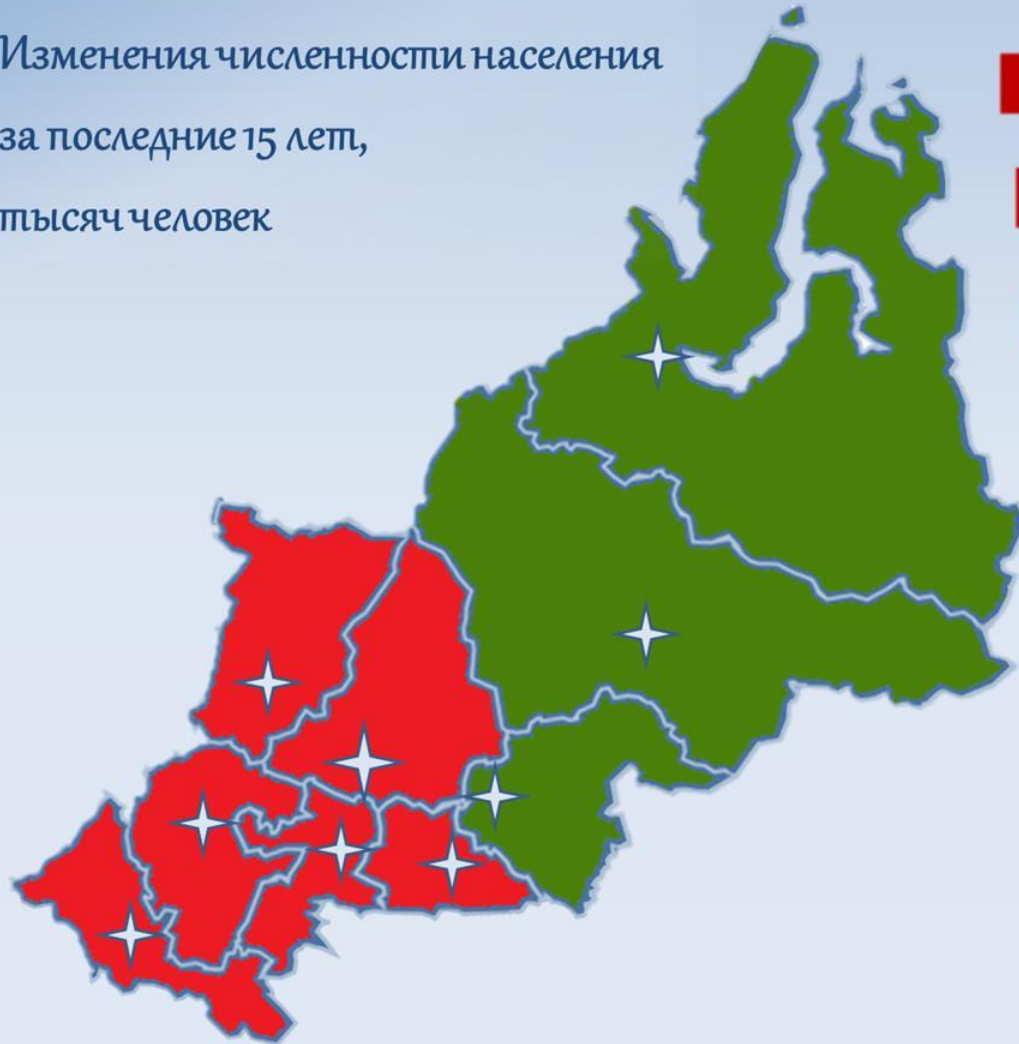 Изменения численности населения
за последние 15 лет,
тысяч человек